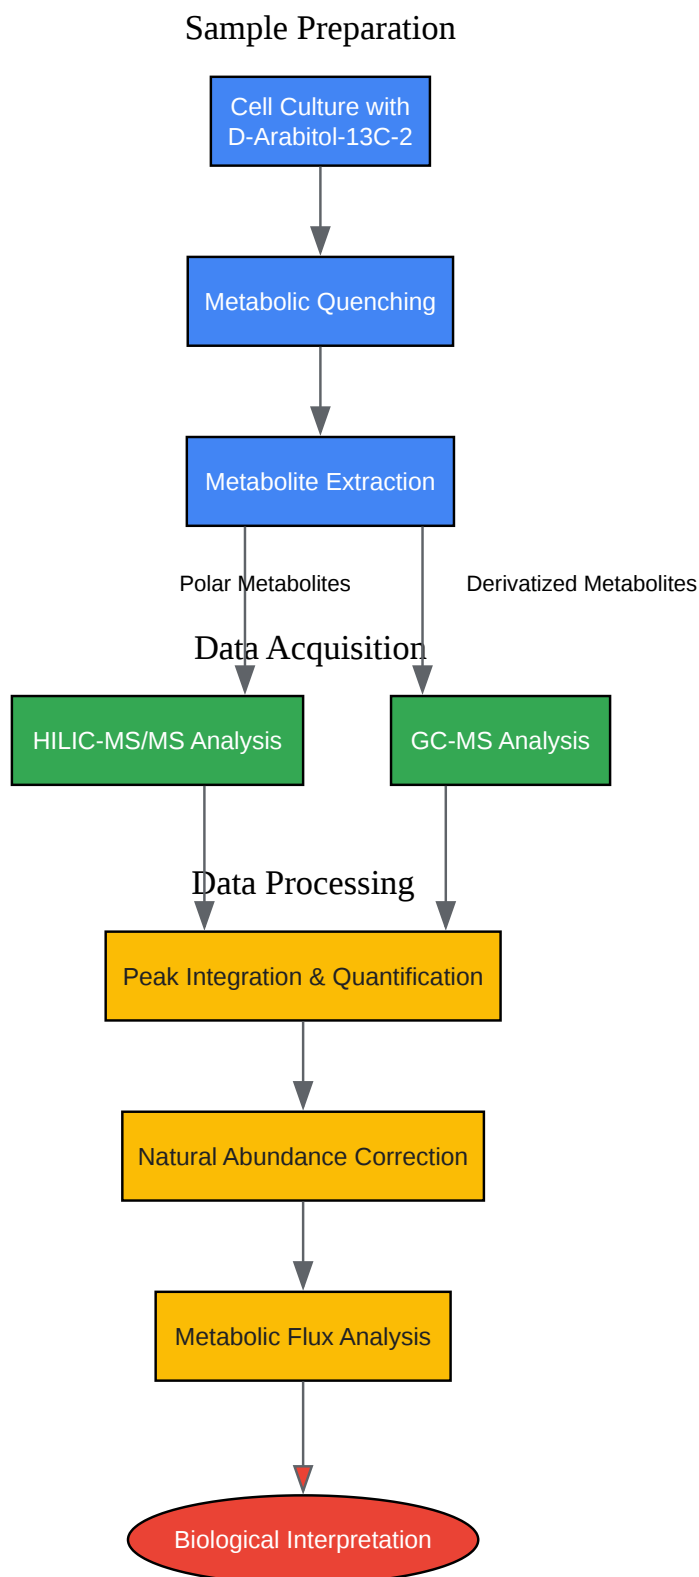 Sample Preparation
Cell Culture with
D-Arabitol-13C-2
Metabolic Quenching
Metabolite Extraction
Polar Metabolites
Derivatized Metabolites
Data Acquisition
HILIC-MS/MS Analysis
GC-MS Analysis
Data Processing
Peak Integration & Quantification
Natural Abundance Correction
Metabolic Flux Analysis
Biological Interpretation